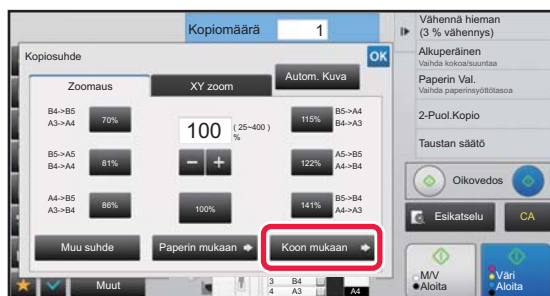 Kopiomäärä 1
Kopiosuhde
OK
Zoomaus
XY zoom
Autom. Kuva
B4->B5
A3->A4
70%
100
(25~400)
%
115%
B5->A4
B4->A3
B5->A5
B4->A4
81%
122%
A5->B5
A4->B4
A4->B5
A3->B4
86%
100%
141%
B5->B4
A4->A3
Muu suhde
Paperin mukaan
Koon mukaan
Muut
3 B4
4 A3
A4
Vähennä hieman
(3 % vähennys)
Alkuperäinen
Vaihda kokoa/suuntaa
Paperin Val.
Vaihda paperinsyöttötasoa
2-Puol.Kopio
Taustan säätö
Oikovedos
Esikatselu
CA
M/V
Aloita
Väri
Aloita